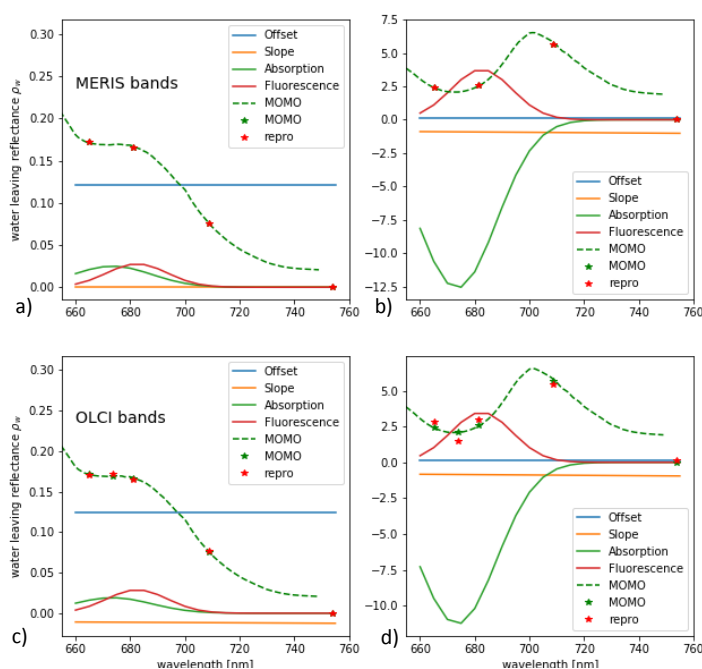 0.30
0.25
0.20
0.15
0.10
0.05
0.00
water leaving reflectance ρw
MERIS bands
Offset
Slope
Absorption
Fluorescence
MOMO
MOMO
repro
a)
660 680 700 720 740 760
7.5
5.0
2.5
0.0
−2.5
−5.0
−7.5
−10.0
−12.5
Offset
Slope
Absorption
Fluorescence
MOMO
MOMO
repro
b)
660 680 700 720 740 760
0.30
0.25
0.20
0.15
0.10
0.05
0.00
water leaving reflectance ρw
OLCI bands
Offset
Slope
Absorption
Fluorescence
MOMO
MOMO
repro
c)
660 680 700 720 740 760
wavelength [nm]
5.0
2.5
0.0
−2.5
−5.0
−7.5
−10.0
Offset
Slope
Absorption
Fluorescence
MOMO
MOMO
repro
d)
660 680 700 720 740 760
wavelength [nm]